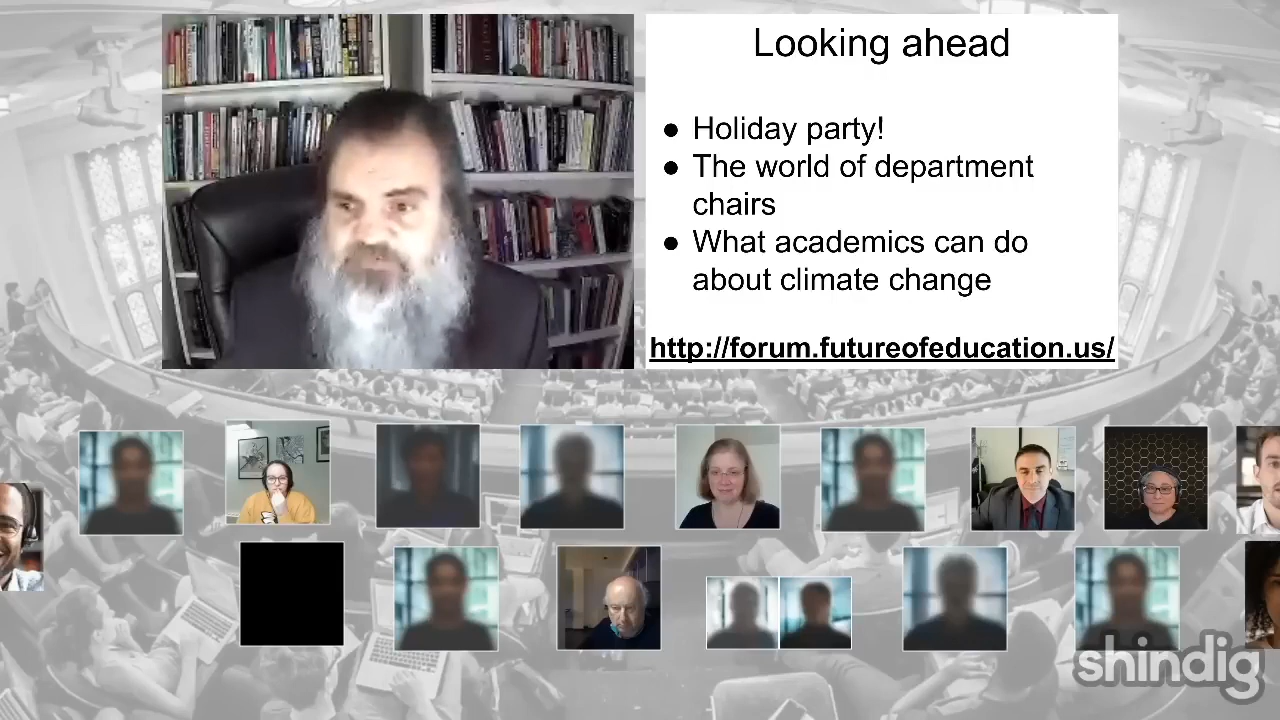 Looking ahead
● Holiday party!
● The world of department
chairs
● What academics can do
about climate change
http://forum.futureofeducation.us/
shindig